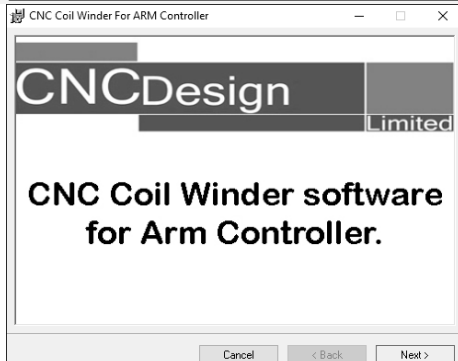 CNC Coil Winder For ARM Controller
CNCDesign
Limited
CNC Coil Winder software
for Arm Controller.
Cancel
< Back
Next >